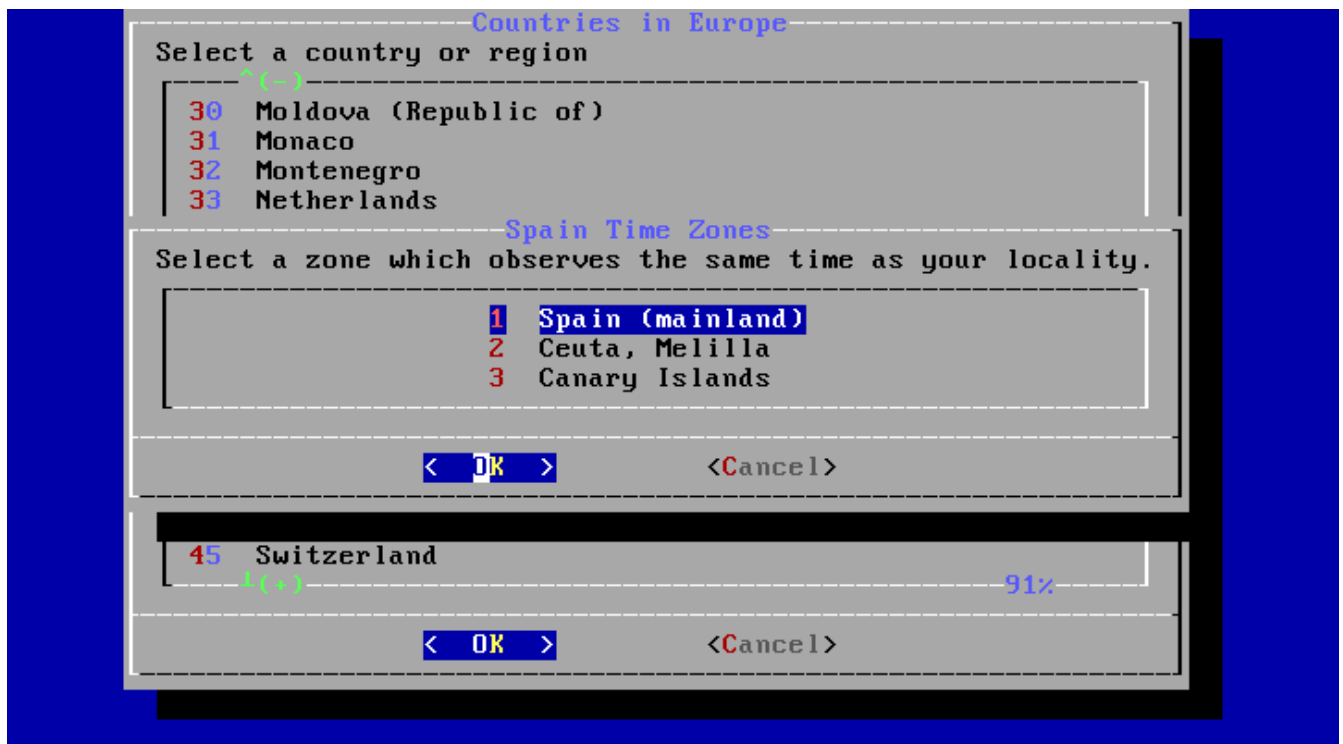 Countries in Europe
Select a country or region
^(-)
30 Moldova (Republic of)
31 Monaco
32 Montenegro
33 Netherlands
Spain Time Zones
Select a zone which observes the same time as your locality.
1 Spain (mainland)
2 Ceuta, Melilla
3 Canary Islands
< OK > <Cancel>
45 Switzerland
┴(+) 91%
< OK > <Cancel>